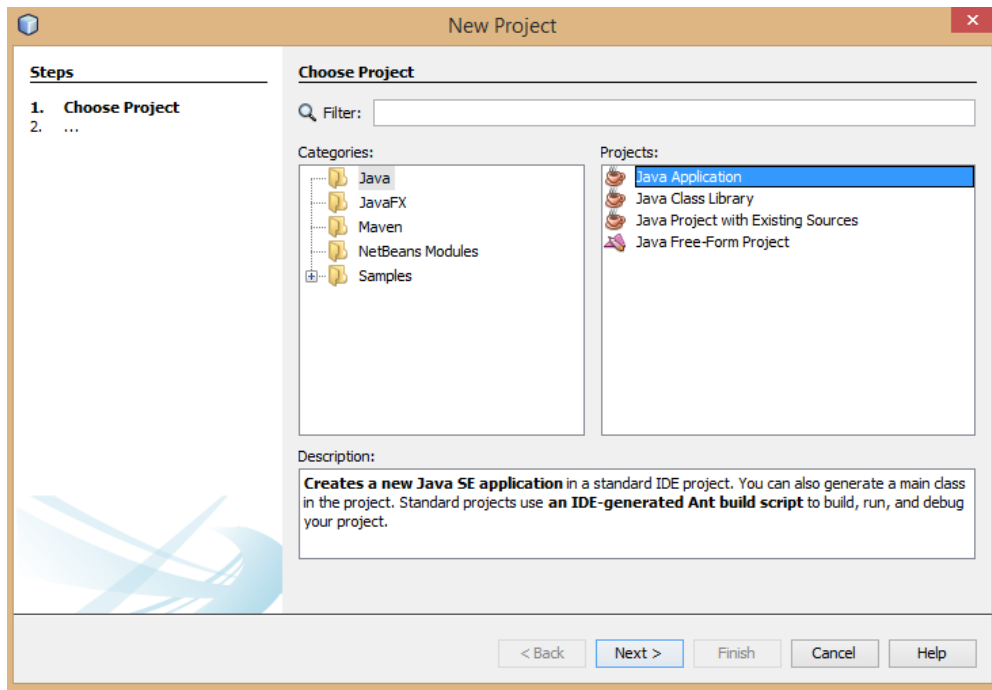 New Project
Steps
1. Choose Project
2. ...
Choose Project
Filter:
Categories:
Java
JavaFX
Maven
NetBeans Modules
Samples
Projects:
Java Application
Java Class Library
Java Project with Existing Sources
Java Free-Form Project
Description:
Creates a new Java SE application in a standard IDE project. You can also generate a main class
in the project. Standard projects use an IDE-generated Ant build script to build, run, and debug
your project.
< Back Next > Finish Cancel Help